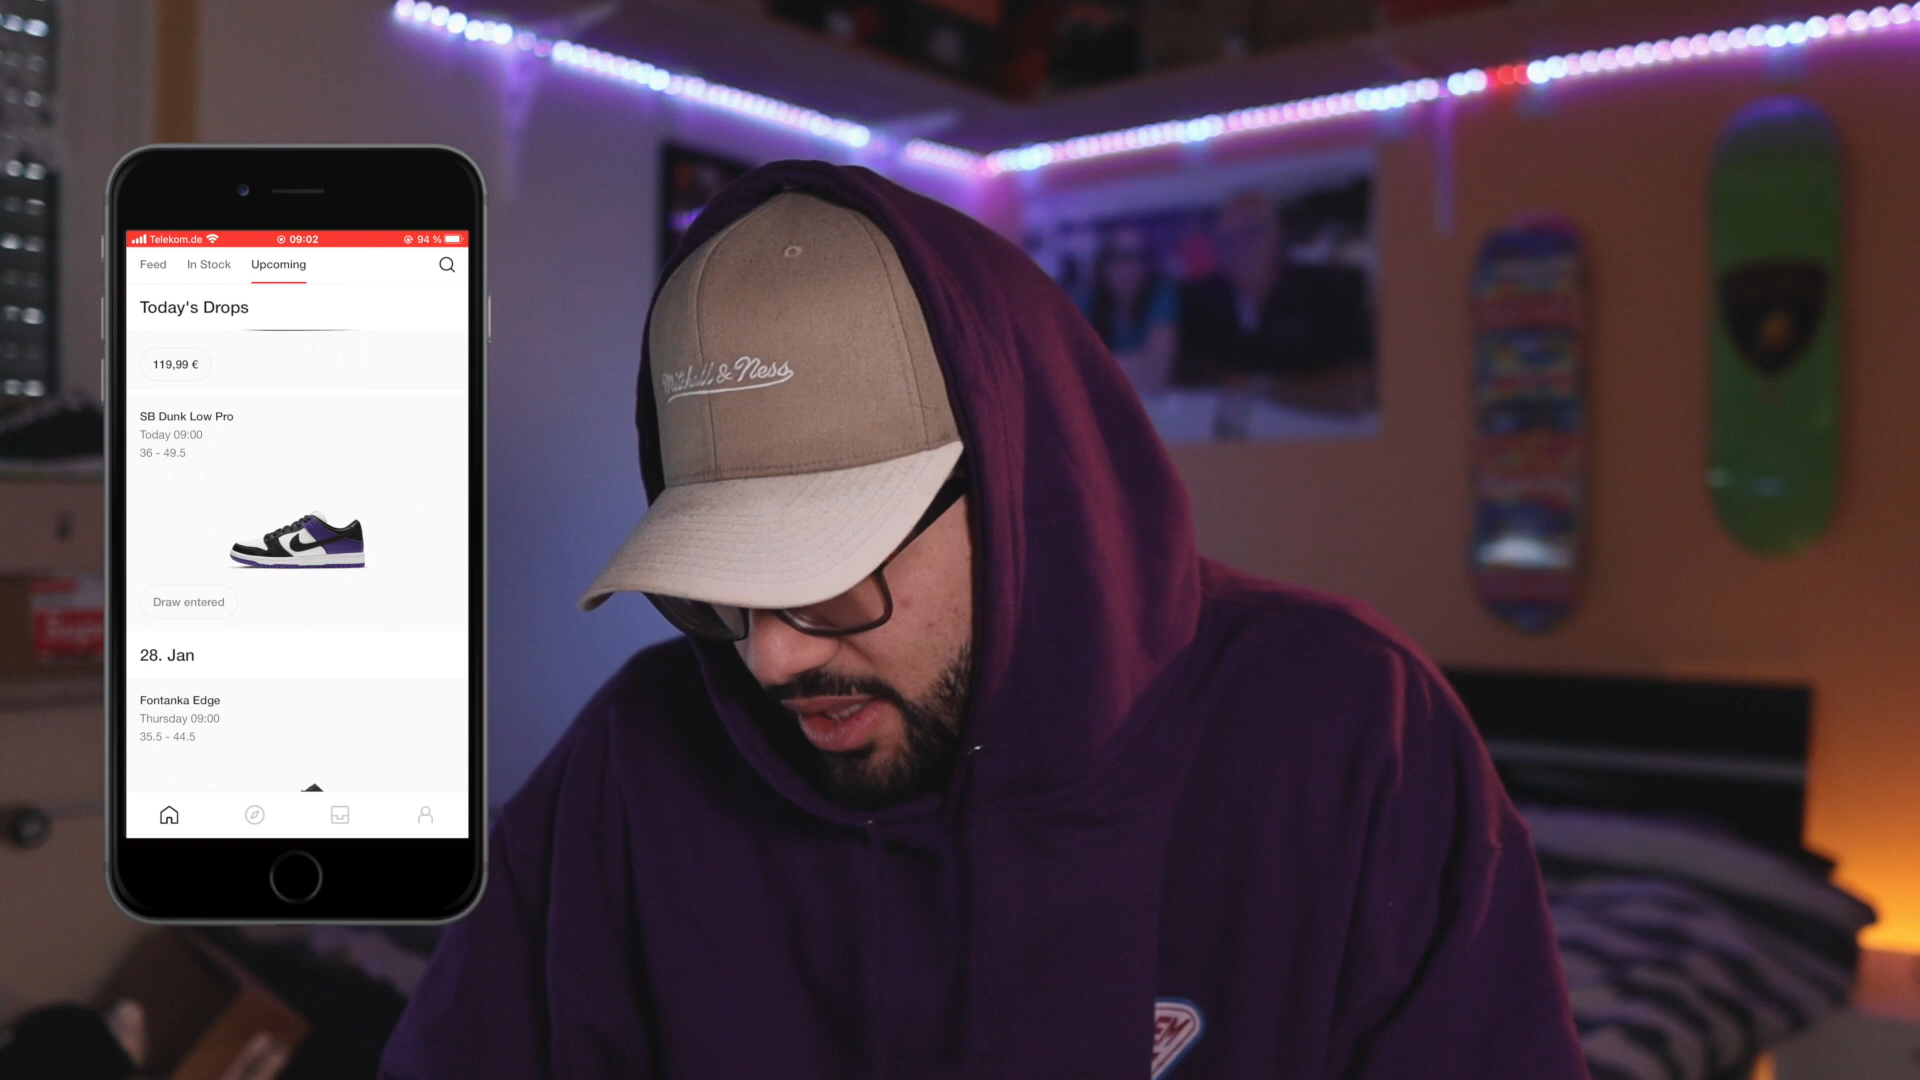 Telekom.de
09:02
94 %
Feed
In Stock
Upcoming
Today's Drops
119,99 €
SB Dunk Low Pro
Today 09:00
36 - 49.5
Draw entered
28. Jan
Fontanka Edge
Thursday 09:00
35.5 - 44.5
Mitchell & Ness